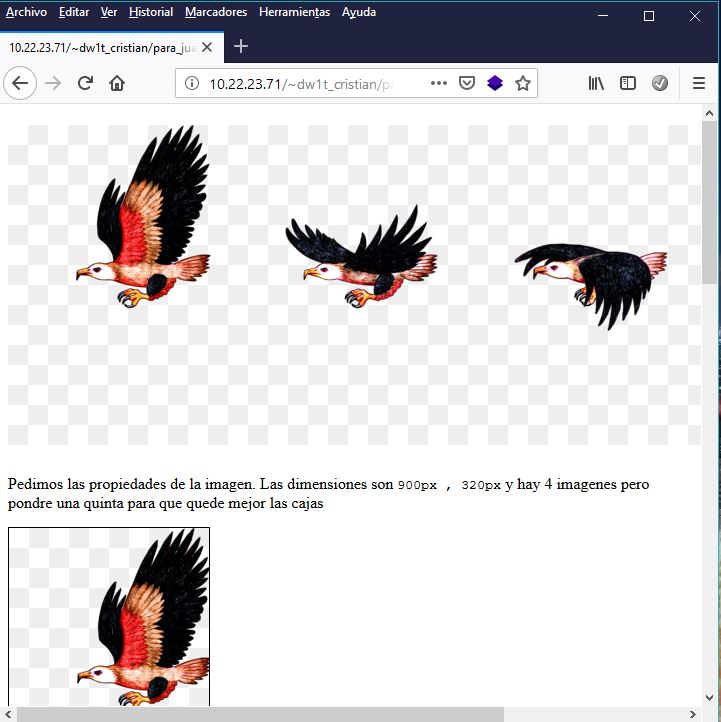 Archivo Editar Ver Historial Marcadores Herramientas Ayuda
10.22.23.71/~dw1t_cristian/para_jua
10.22.23.71/~dw1t_cristian/pa
Pedimos las propiedades de la imagen. Las dimensiones son 900px , 320px y hay 4 imagenes pero
pondre una quinta para que quede mejor las cajas